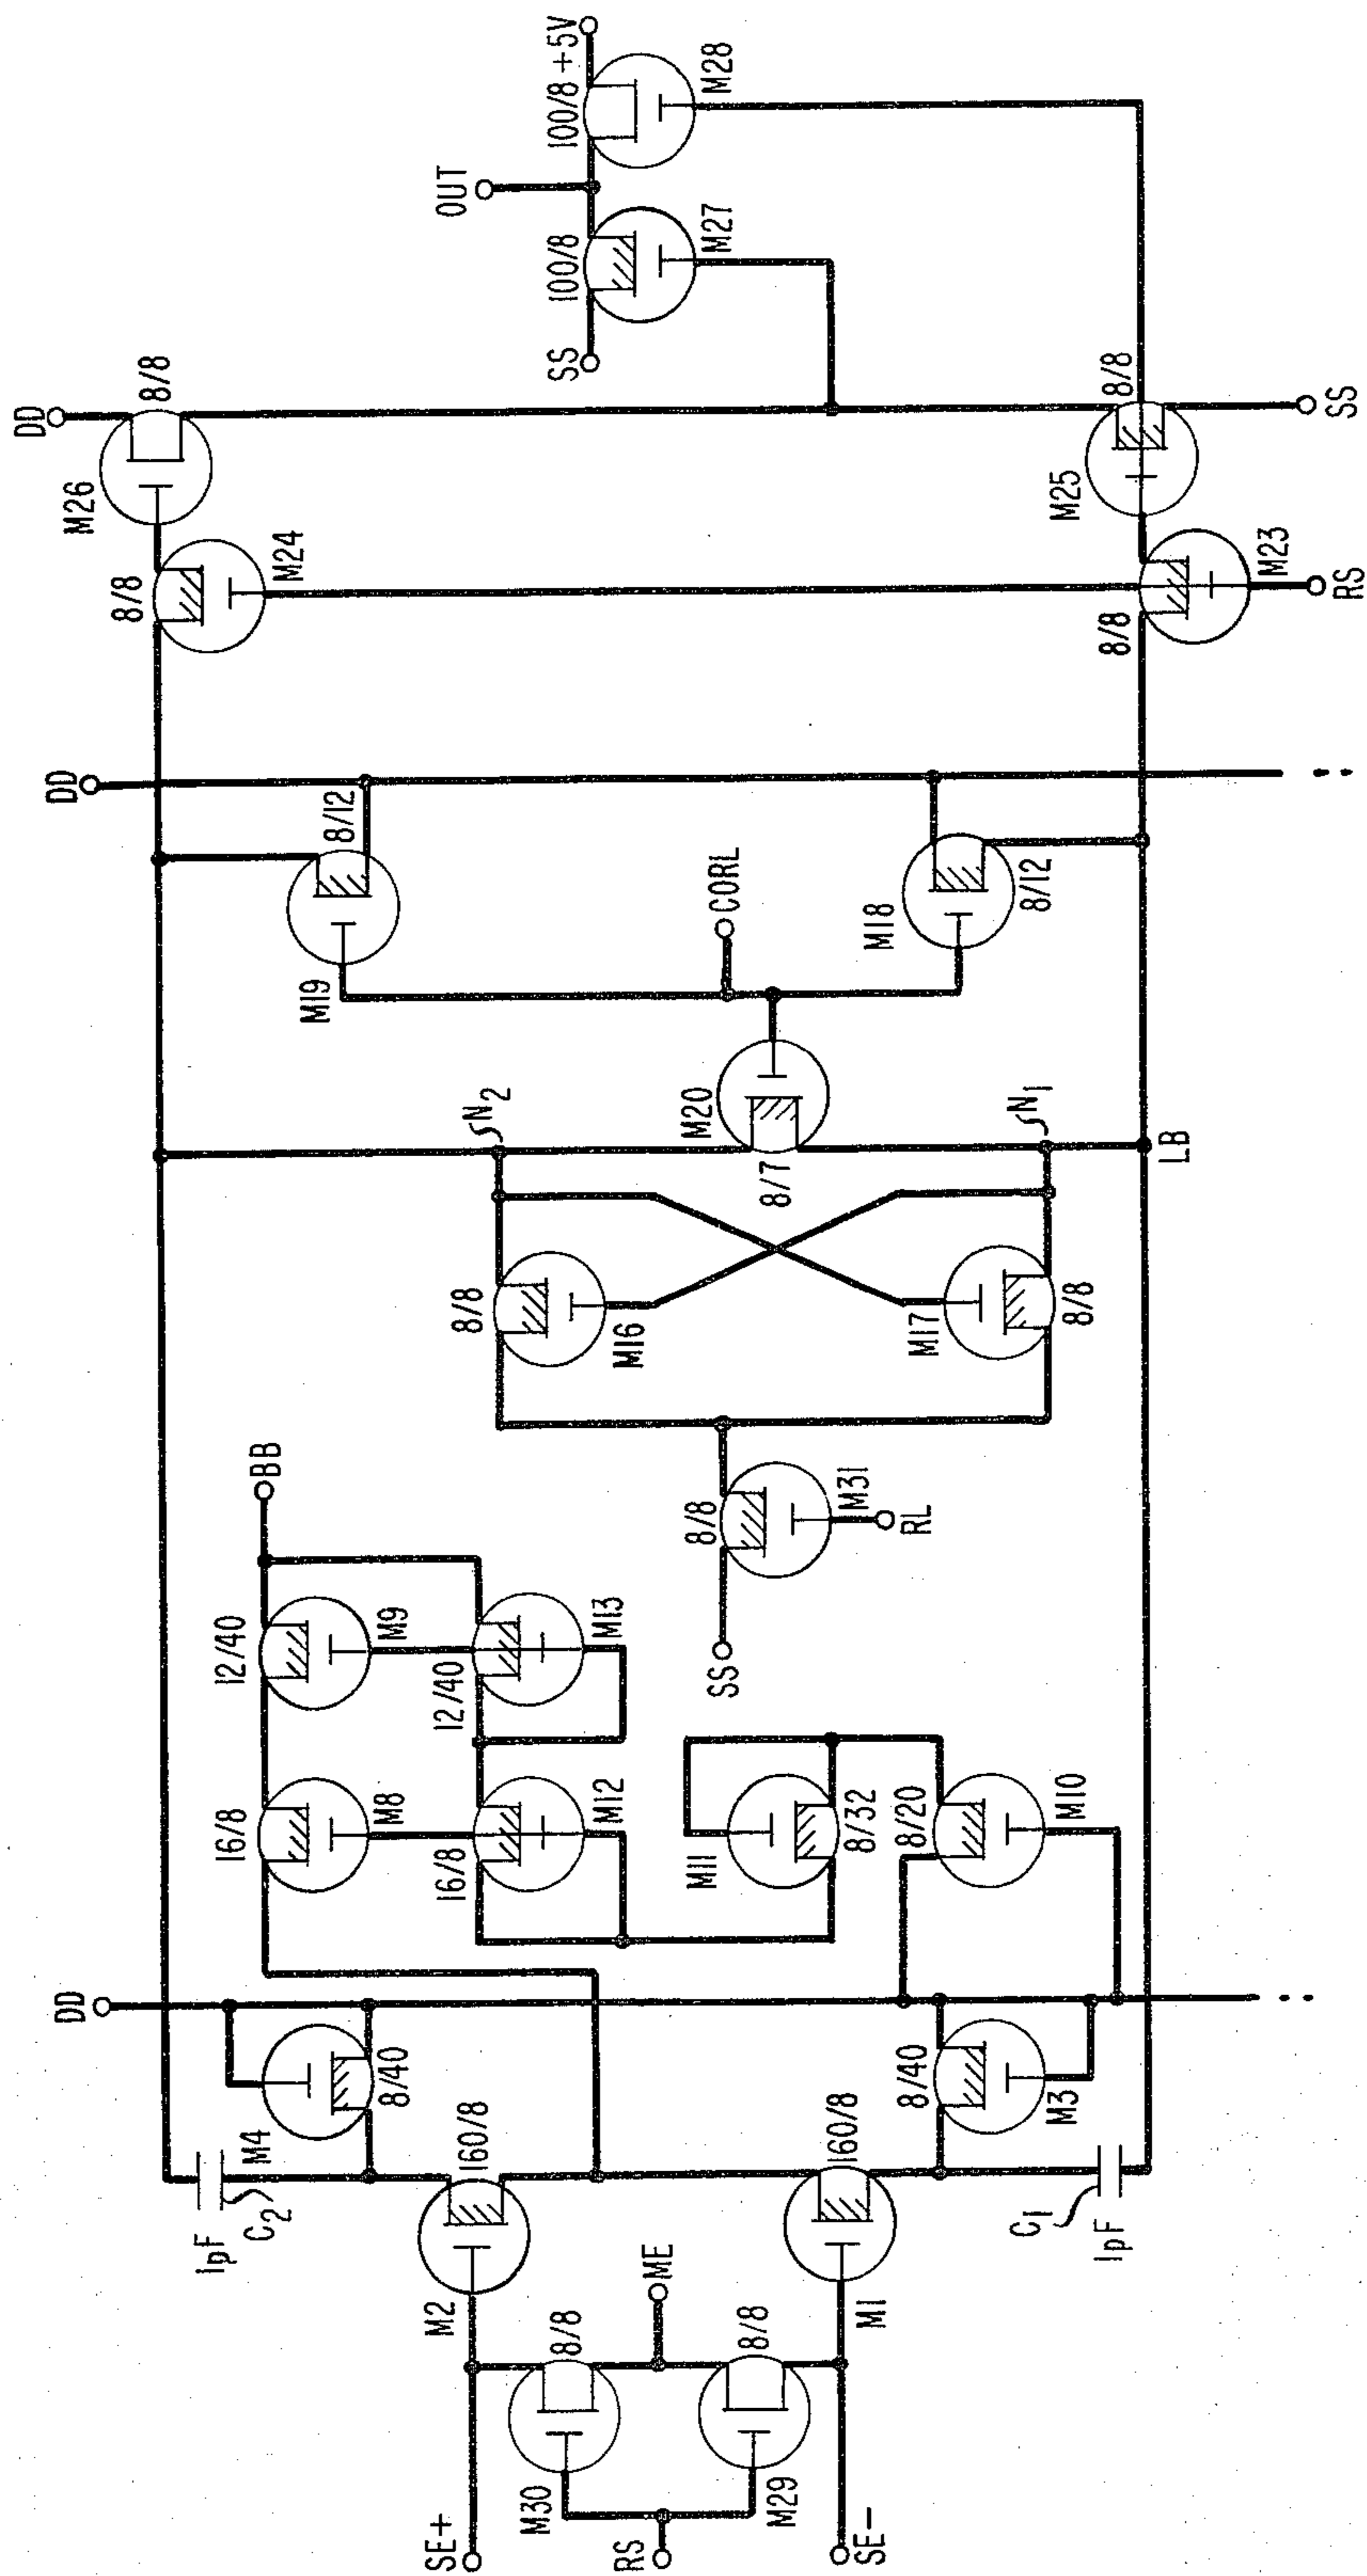 DD
DD
DD
M26
8/8
8/8
M24
1pF
C2
M4
8/40
16/8
M8
12/40
M9
BB
M19
8/12
SE+
M2
160/8
16/8
M12
12/40
M13
8/8
M16
N2
OUT
SS
100/8
M27
100/8
+5V
M28
M30
8/8
RS
ME
M29
8/8
M11
8/32
SS
8/8
M31
RL
M20
8/7
CORL
SE-
M1
160/8
8/40
M3
8/20
M10
M17
8/8
N1
M18
8/12
C1
1pF
LB
8/8
M23
RS
M25
8/8
SS